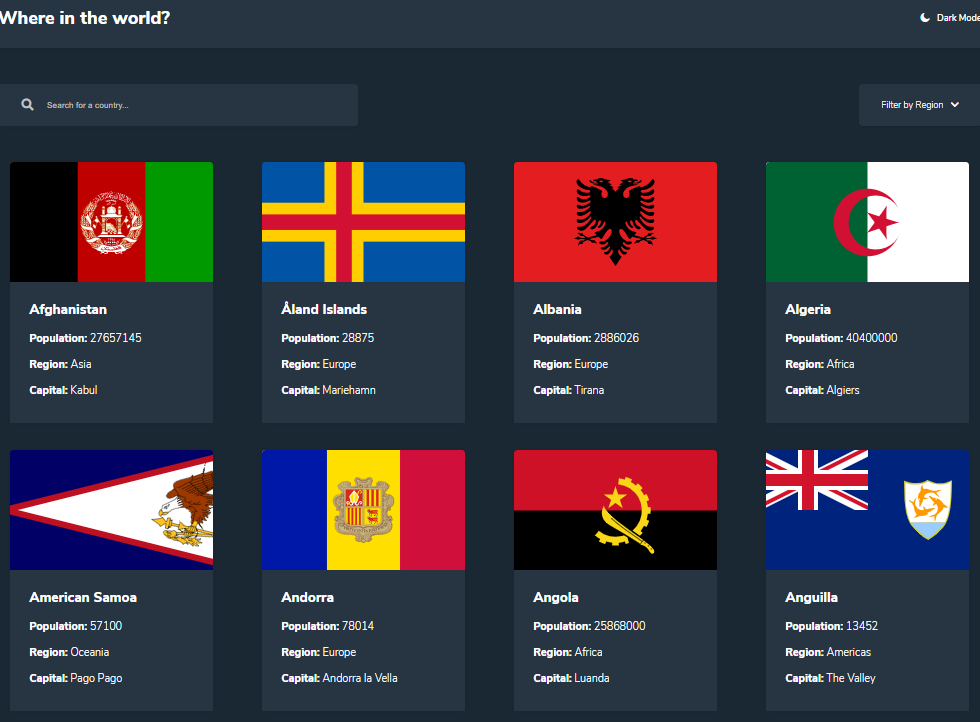 Where in the world?
Dark Mode
Search for a country...
Filter by Region
Afghanistan
Population: 27657145
Region: Asia
Capital: Kabul
Åland Islands
Population: 28875
Region: Europe
Capital: Mariehamn
Albania
Population: 2886026
Region: Europe
Capital: Tirana
Algeria
Population: 40400000
Region: Africa
Capital: Algiers
American Samoa
Population: 57100
Region: Oceania
Capital: Pago Pago
Andorra
Population: 78014
Region: Europe
Capital: Andorra la Vella
Angola
Population: 25868000
Region: Africa
Capital: Luanda
Anguilla
Population: 13452
Region: Americas
Capital: The Valley